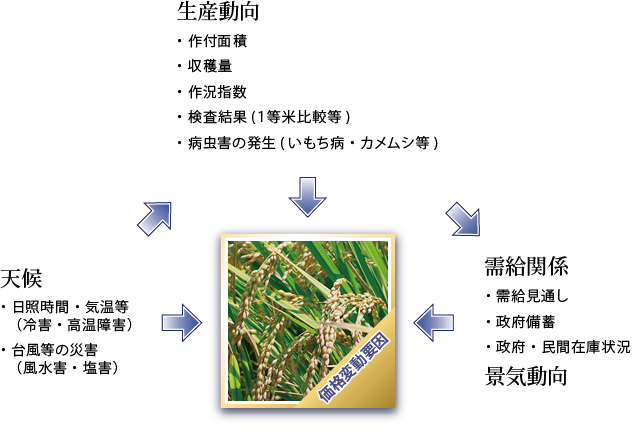 生産動向
・作付面積
・収穫量
・作況指数
・検査結果 ( 1等米比較等 )
・病虫害の発生 ( いもち病・カメムシ等 )
天候
・日照時間・気温等
（冷害・高温障害）
・台風等の災害
（風水害・塩害）
価格変動要因
需給関係
・需給見通し
・政府備蓄
・政府・民間在庫状況
景気動向